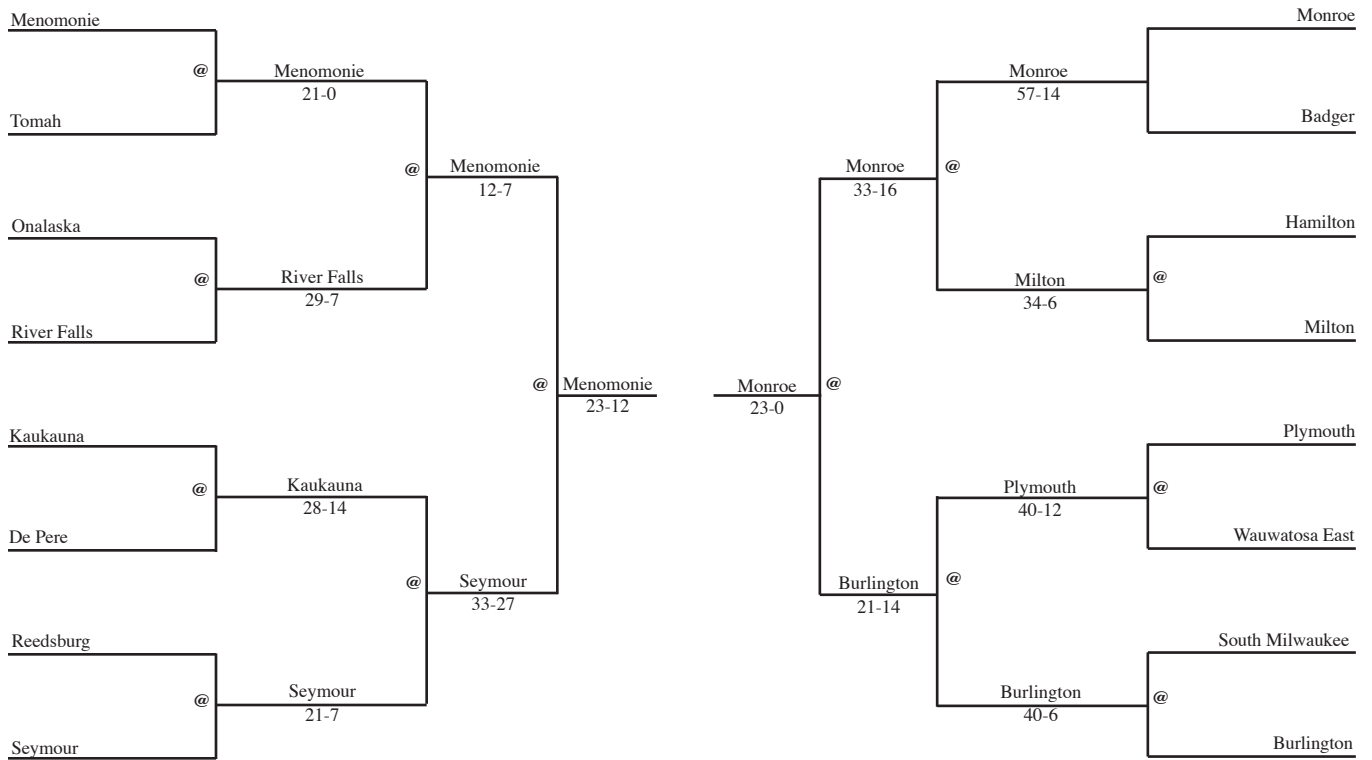 Menomonie
@
Tomah
Menomonie
21-0
@
Onalaska
@
River Falls
River Falls
29-7
Menomonie
12-7
@
Kaukauna
@
De Pere
Kaukauna
28-14
@
Reedsburg
@
Seymour
Seymour
21-7
Seymour
33-27
Menomonie
23-12
Monroe
23-0
@
Monroe
33-16
@
Monroe
57-14
Monroe
Badger
Milton
34-6
Hamilton
@
Milton
Burlington
21-14
@
Plymouth
40-12
Plymouth
@
Wauwatosa East
Burlington
40-6
South Milwaukee
@
Burlington